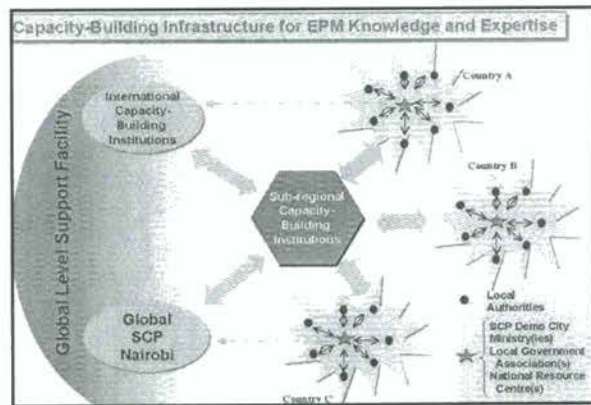 Capacity-Building Infrastructure for EPM Knowledge and Expertise
Global Level Support Facility
International
Capacity-
Building
Institutions
Sub-regional
Capacity-
Building
Institutions
Global
SCP
Nairobi
Country A
Country B
Country C
Local
Authorities
SCP Demo City
Ministry(ies)
Local Government
Association(s)
National Resource
Centre(s)